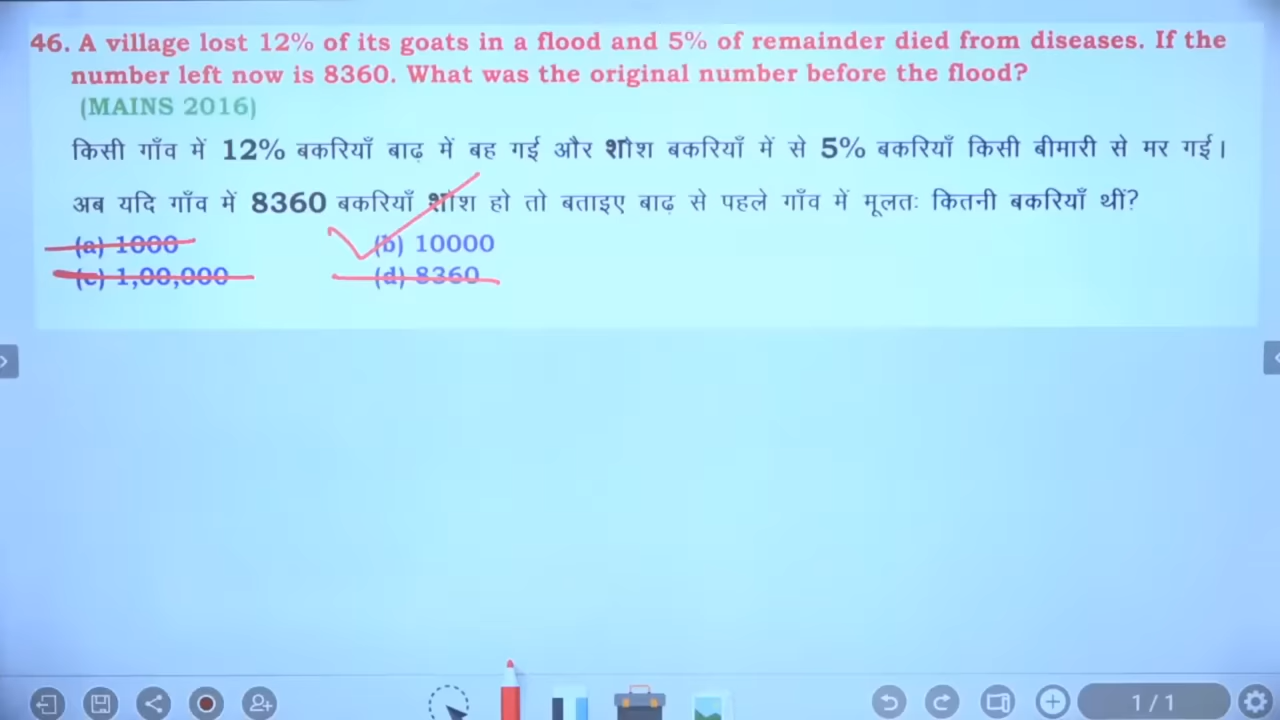 46. A village lost 12% of its goats in a flood and 5% of remainder died from diseases. If the
number left now is 8360. What was the original number before the flood?
(MAINS 2016)
किसी गाँव में 12% बकरियाँ बाढ़ में बह गई और शोश बकरियाँ में से 5% बकरियाँ किसी बीमारी से मर गई।
अब यदि गाँव में 8360 बकरियाँ शोश हो तो बताइए बाढ़ से पहले गाँव में मूलतः कितनी बकरियाँ थीं?
(a) 1000 (b) 10000
(c) 1,00,000 (d) 8360
1 / 1